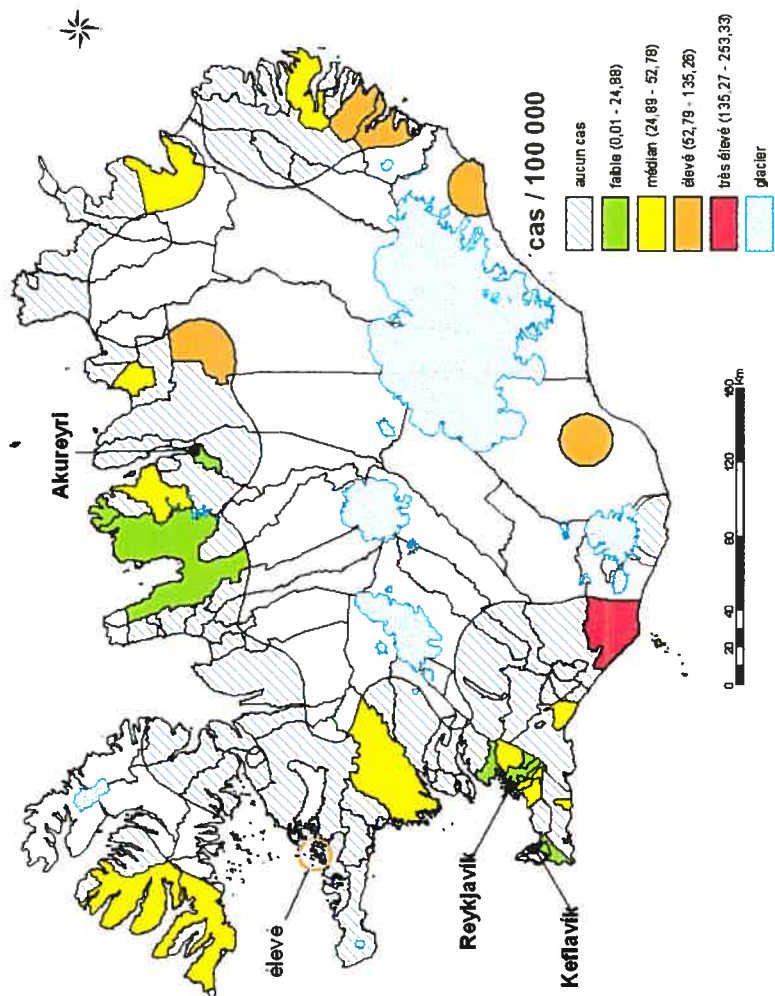 Akureyri
élevé
Reykjavik
Keflavik
cas / 100 000
aucun cas
faible (0,01 - 24,88)
médian (24,89 - 52,78)
élevé (52,79 - 135,26)
très élevé (135,27 - 253,33)
glacier
0 20 40 80 120 160
Km